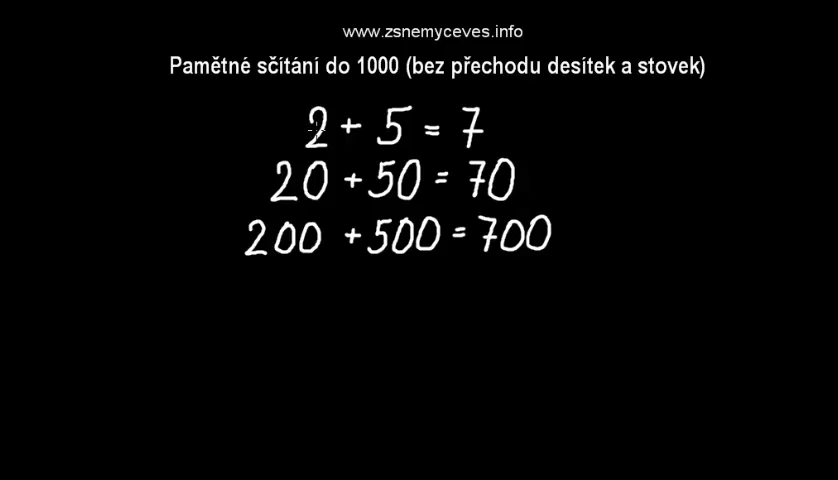 www.zsnemyceves.info
Pamětné sčítání do 1000 (bez přechodu desítek a stovek)
2 + 5 = 7
20 + 50 = 70
200 + 500 = 700